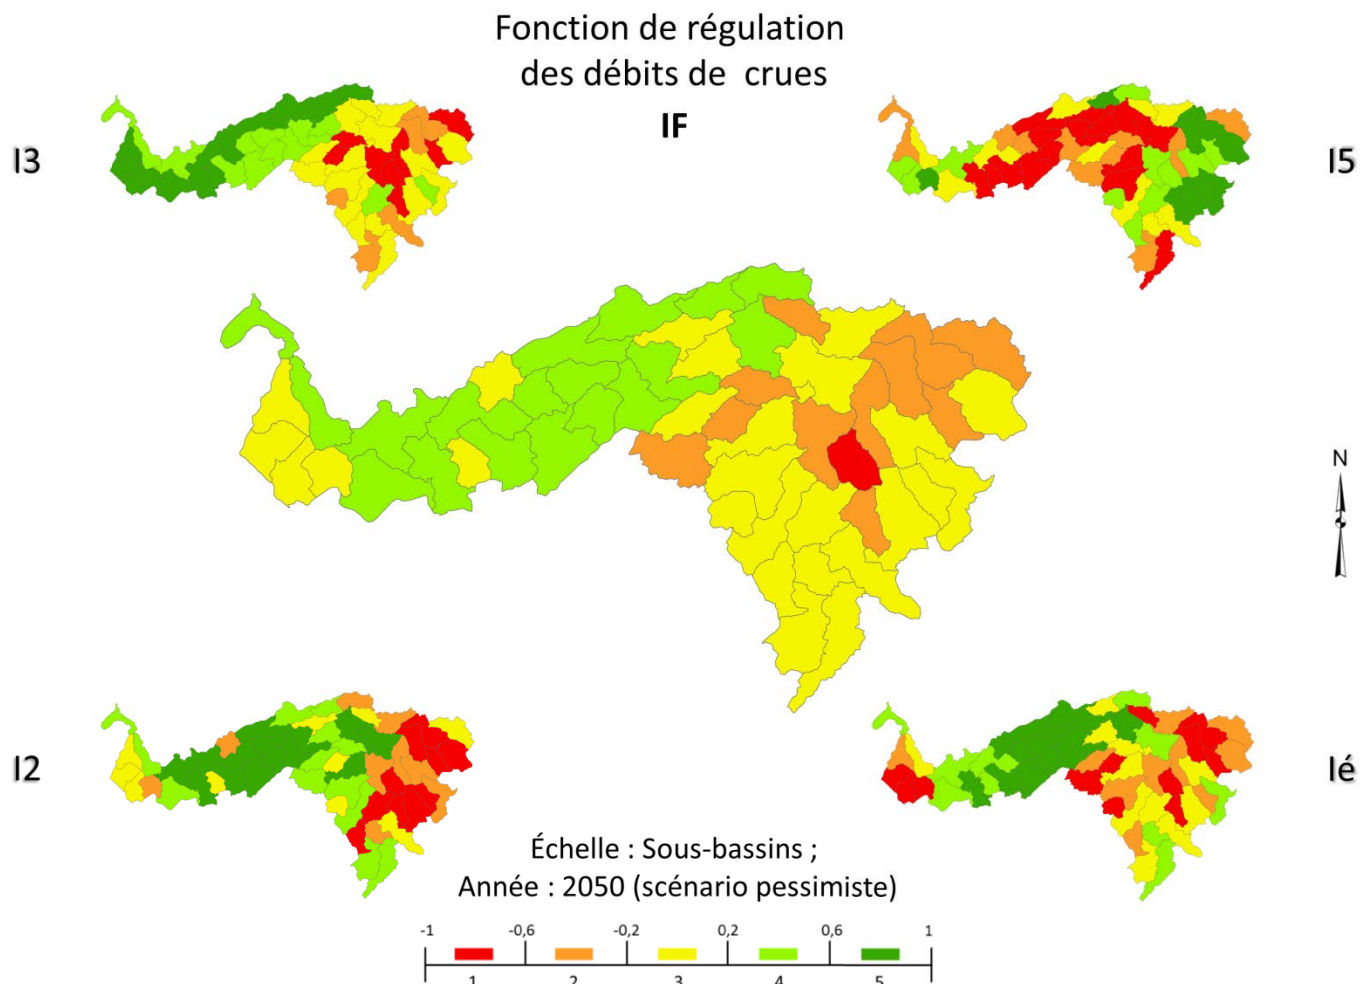 Fonction de régulation
des débits de crues
IF
I3
I5
N
I2
Ié
Échelle : Sous-bassins ;
Année : 2050 (scénario pessimiste)
-1 -0,6 -0,2 0,2 0,6 1
1 2 3 4 5